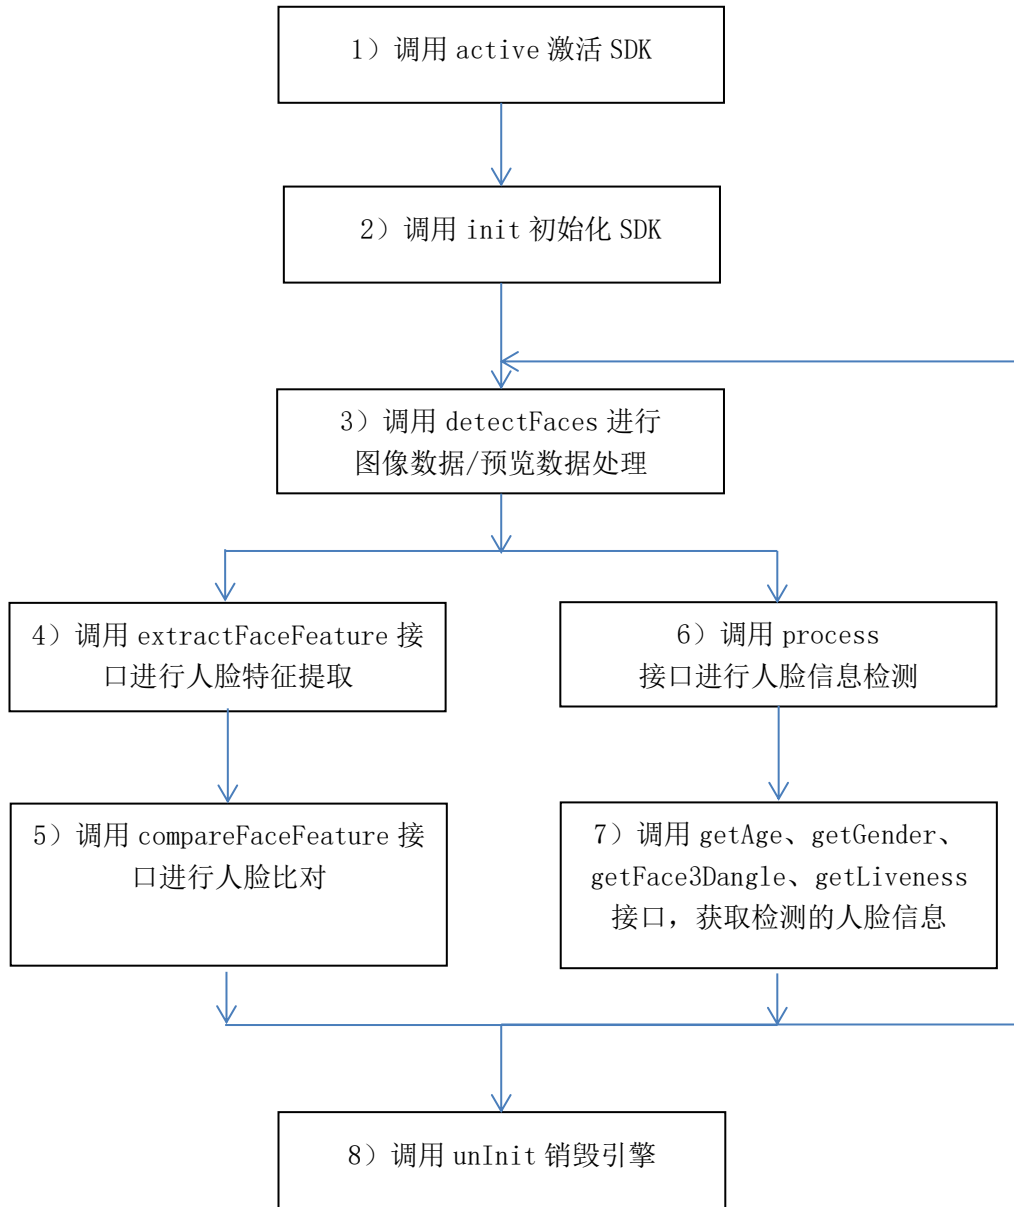 1）调用 active 激活 SDK
2）调用 init 初始化 SDK
3）调用 detectFaces 进行
图像数据/预览数据处理
4）调用 extractFaceFeature 接
口进行人脸特征提取
6）调用 process
接口进行人脸信息检测
5）调用 compareFaceFeature 接
口进行人脸比对
7）调用 getAge、getGender、
getFace3Dangle、getLiveness
接口，获取检测的人脸信息
8）调用 unInit 销毁引擎